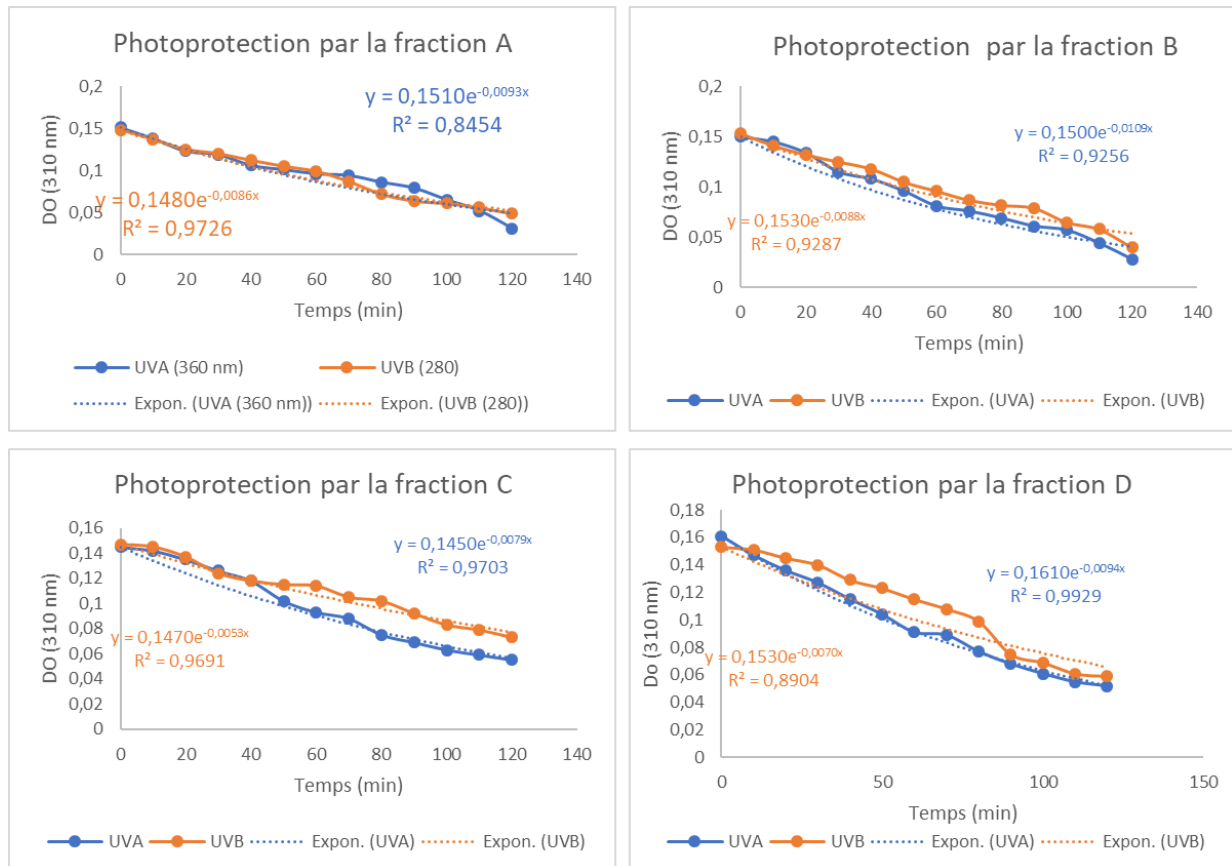 Photoprotection par la fraction A
0,2
0,15
0,1
0,05
0
DO (310 nm)
y = 0,1510e-0,0093x
R² = 0,8454
y = 0,1480e-0,0086x
R² = 0,9726
0 20 40 60 80 100 120 140
Temps (min)
UVA (360 nm) UVB (280)
Expon. (UVA (360 nm)) Expon. (UVB (280))
Photoprotection par la fraction B
0,2
0,15
0,1
0,05
0
DO (310 nm)
y = 0,1500e-0,0109x
R² = 0,9256
y = 0,1530e-0,0088x
R² = 0,9287
0 20 40 60 80 100 120 140
Temps (min)
UVA UVB Expon. (UVA) Expon. (UVB)
Photoprotection par la fraction C
0,16
0,14
0,12
0,1
0,08
0,06
0,04
0,02
0
DO (310 nm)
y = 0,1450e-0,0079x
R² = 0,9703
y = 0,1470e-0,0053x
R² = 0,9691
0 20 40 60 80 100 120 140
Temps (min)
UVA UVB Expon. (UVA) Expon. (UVB)
Photoprotection par la fraction D
0,18
0,16
0,14
0,12
0,1
0,08
0,06
0,04
0,02
0
Do (310 nm)
y = 0,1610e-0,0094x
R² = 0,9929
y = 0,1530e-0,0070x
R² = 0,8904
0 50 100 150
Temps (min)
UVA UVB Expon. (UVA) Expon. (UVB)